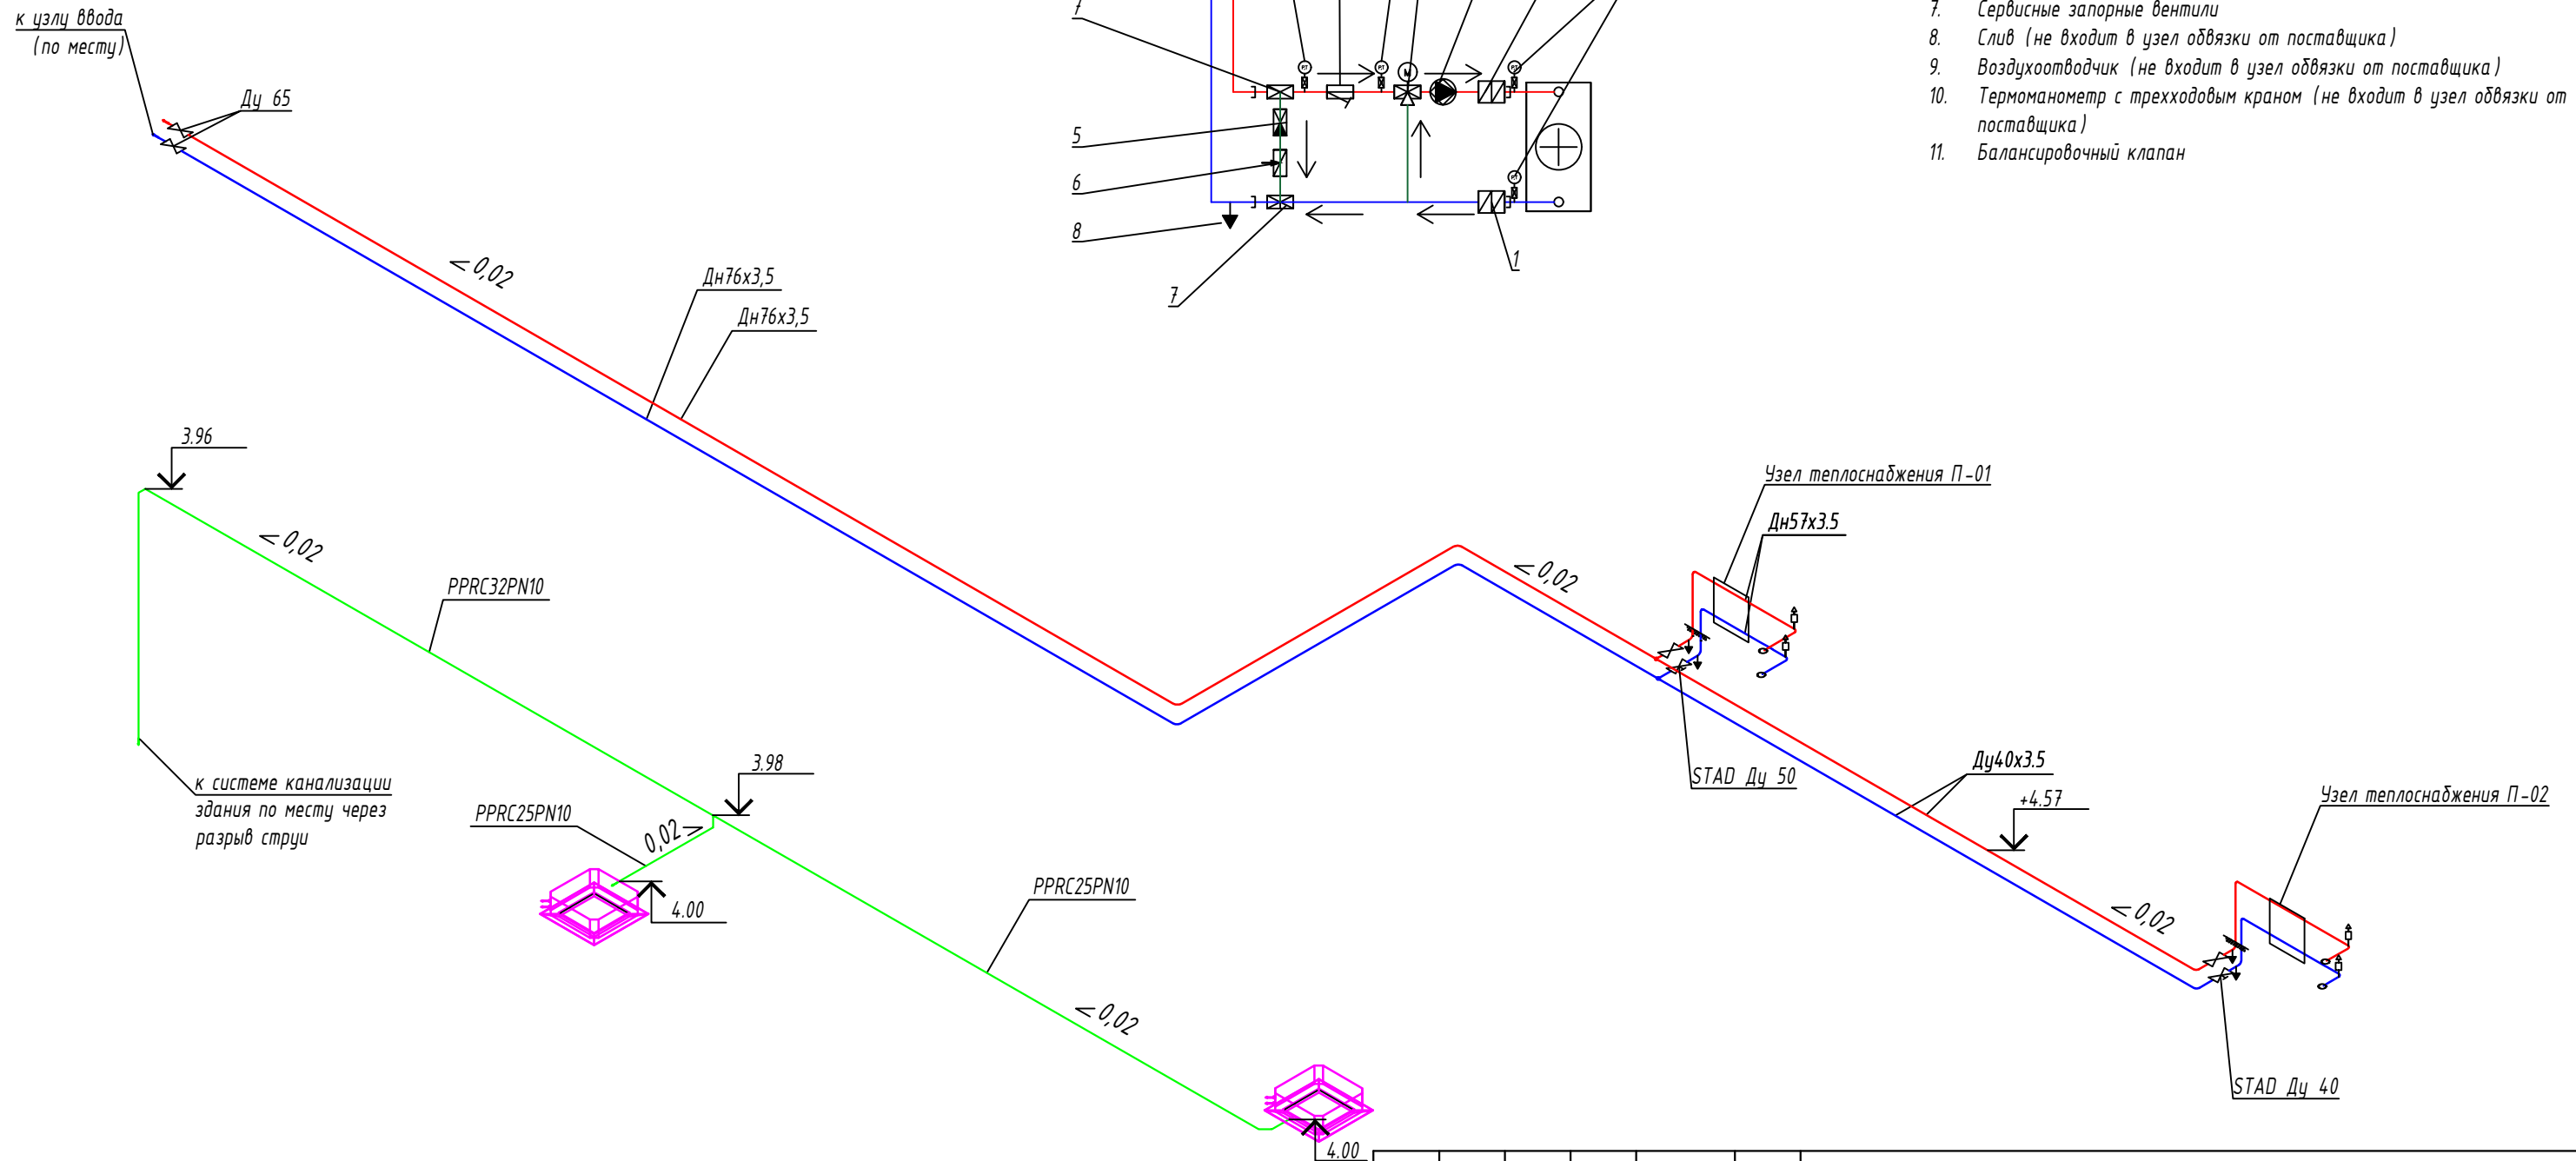 к узлу ввода
(по месту)
Ду 65
7
5
6
8
7
1
РТ
РТ
М
РТ
РТ
7. Сервисные запорные вентили
8. Слив (не входит в узел обвязки от поставщика)
9. Воздухоотводчик (не входит в узел обвязки от поставщика)
10. Термоманометр с трехходовым краном (не входит в узел обвязки от
поставщика)
11. Балансировочный клапан
0,02
Дн76х3,5
Дн76х3,5
3.96
0,02
PPRC32PN10
к системе канализации
здания по месту через
разрыв струи
3.98
PPRC25PN10
0,02
4.00
PPRC25PN10
0,02
4.00
0,02
Узел теплоснабжения П-01
Дн57х3.5
STAD Ду 50
Ду40х3.5
+4.57
0,02
Узел теплоснабжения П-02
STAD Ду 40